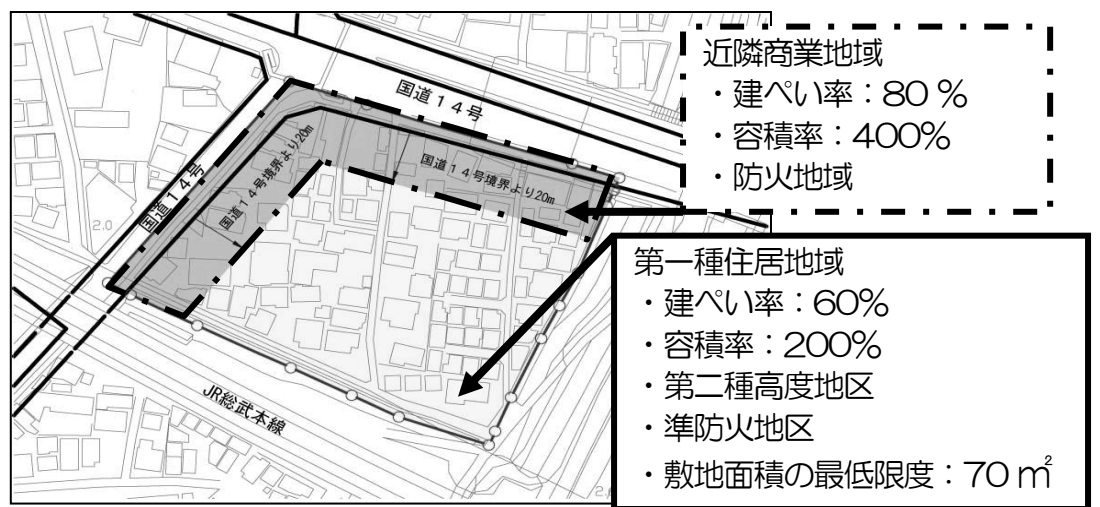 近隣商業地域
・建ぺい率：80 %
・容積率：400%
・防火地域
国道14号
国道14号境界より20m
国道14号境界より20m
国道14号
2.0
第一種住居地域
・建ぺい率：60%
・容積率：200%
・第二種高度地区
・準防火地区
・敷地面積の最低限度：70㎡
JR総武本線